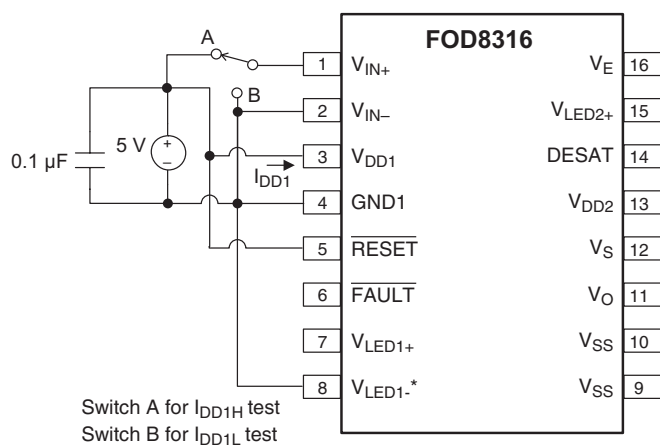 FOD8316
A
B
0.1 µF
5 V
+
–
I_DD1
1 V_IN+
2 V_IN–
3 V_DD1
4 GND1
5 RESET
6 FAULT
7 V_LED1+
8 V_LED1-*
V_E 16
V_LED2+ 15
DESAT 14
V_DD2 13
V_S 12
V_O 11
V_SS 10
V_SS 9
Switch A for I_DD1H test
Switch B for I_DD1L test